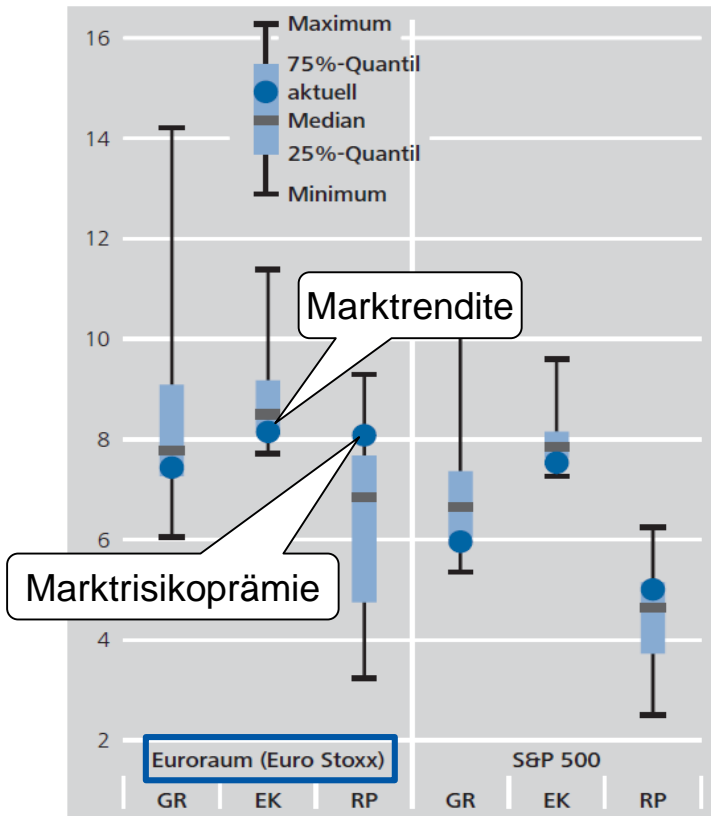 16
Maximum
75%-Quantil
aktuell
Median
25%-Quantil
Minimum
14
12
Marktrendite
10
8
6
Marktrisikoprämie
4
2
Euroraum (Euro Stoxx)
S&P 500
GR
EK
RP
GR
EK
RP